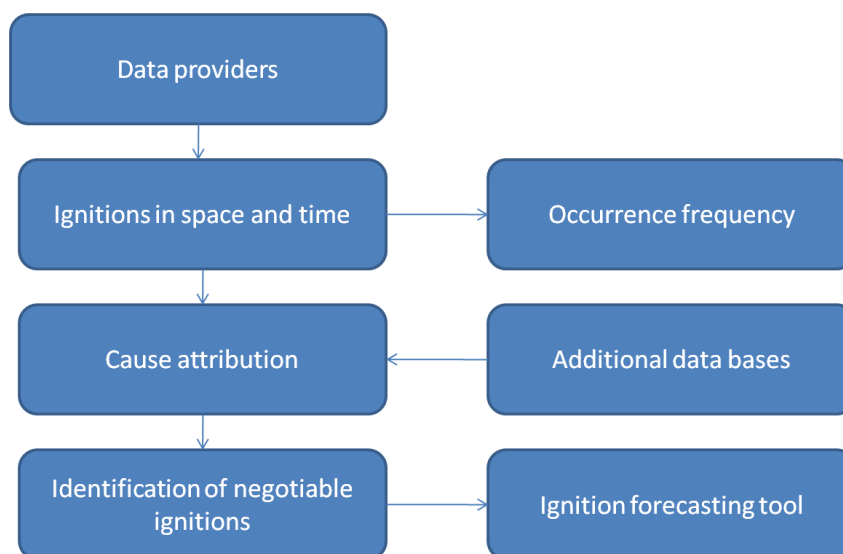 Data providers
Ignitions in space and time
Occurrence frequency
Cause attribution
Additional data bases
Identification of negotiable
ignitions
Ignition forecasting tool